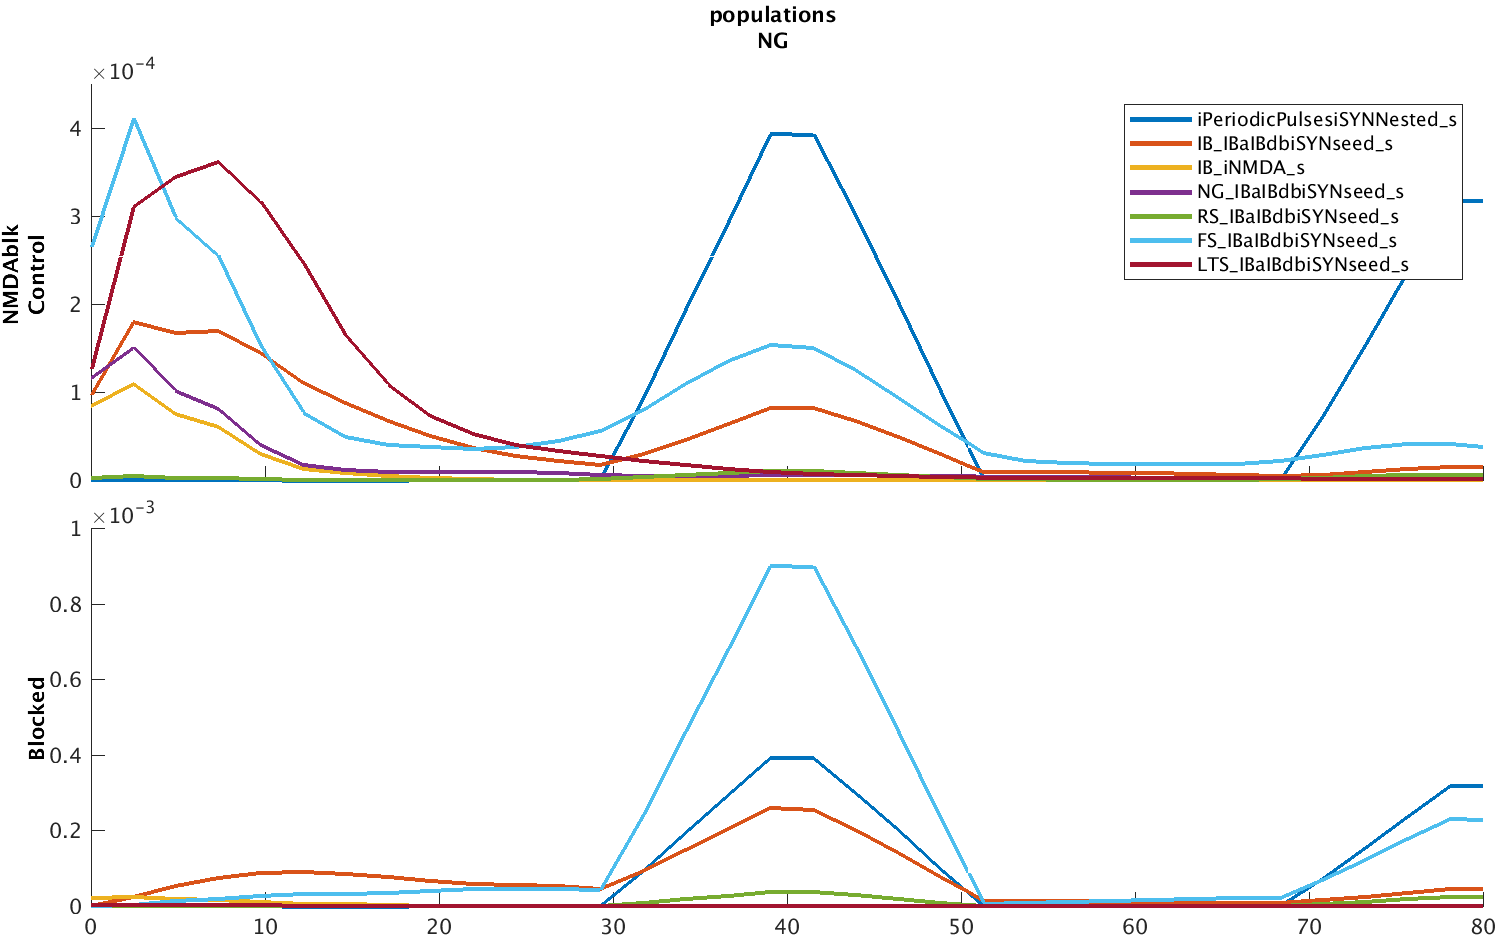 populations
NG
×10⁻⁴
4
3
2
1
0
NMDAblk
Control
iPeriodicPulsesiSYNNested_s
IB_IBaIBdbiSYNseed_s
IB_iNMDA_s
NG_IBaIBdbiSYNseed_s
RS_IBaIBdbiSYNseed_s
FS_IBaIBdbiSYNseed_s
LTS_IBaIBdbiSYNseed_s
0 10 20 30 40 50 60 70 80
×10⁻³
1
0.8
0.6
0.4
0.2
0
Blocked